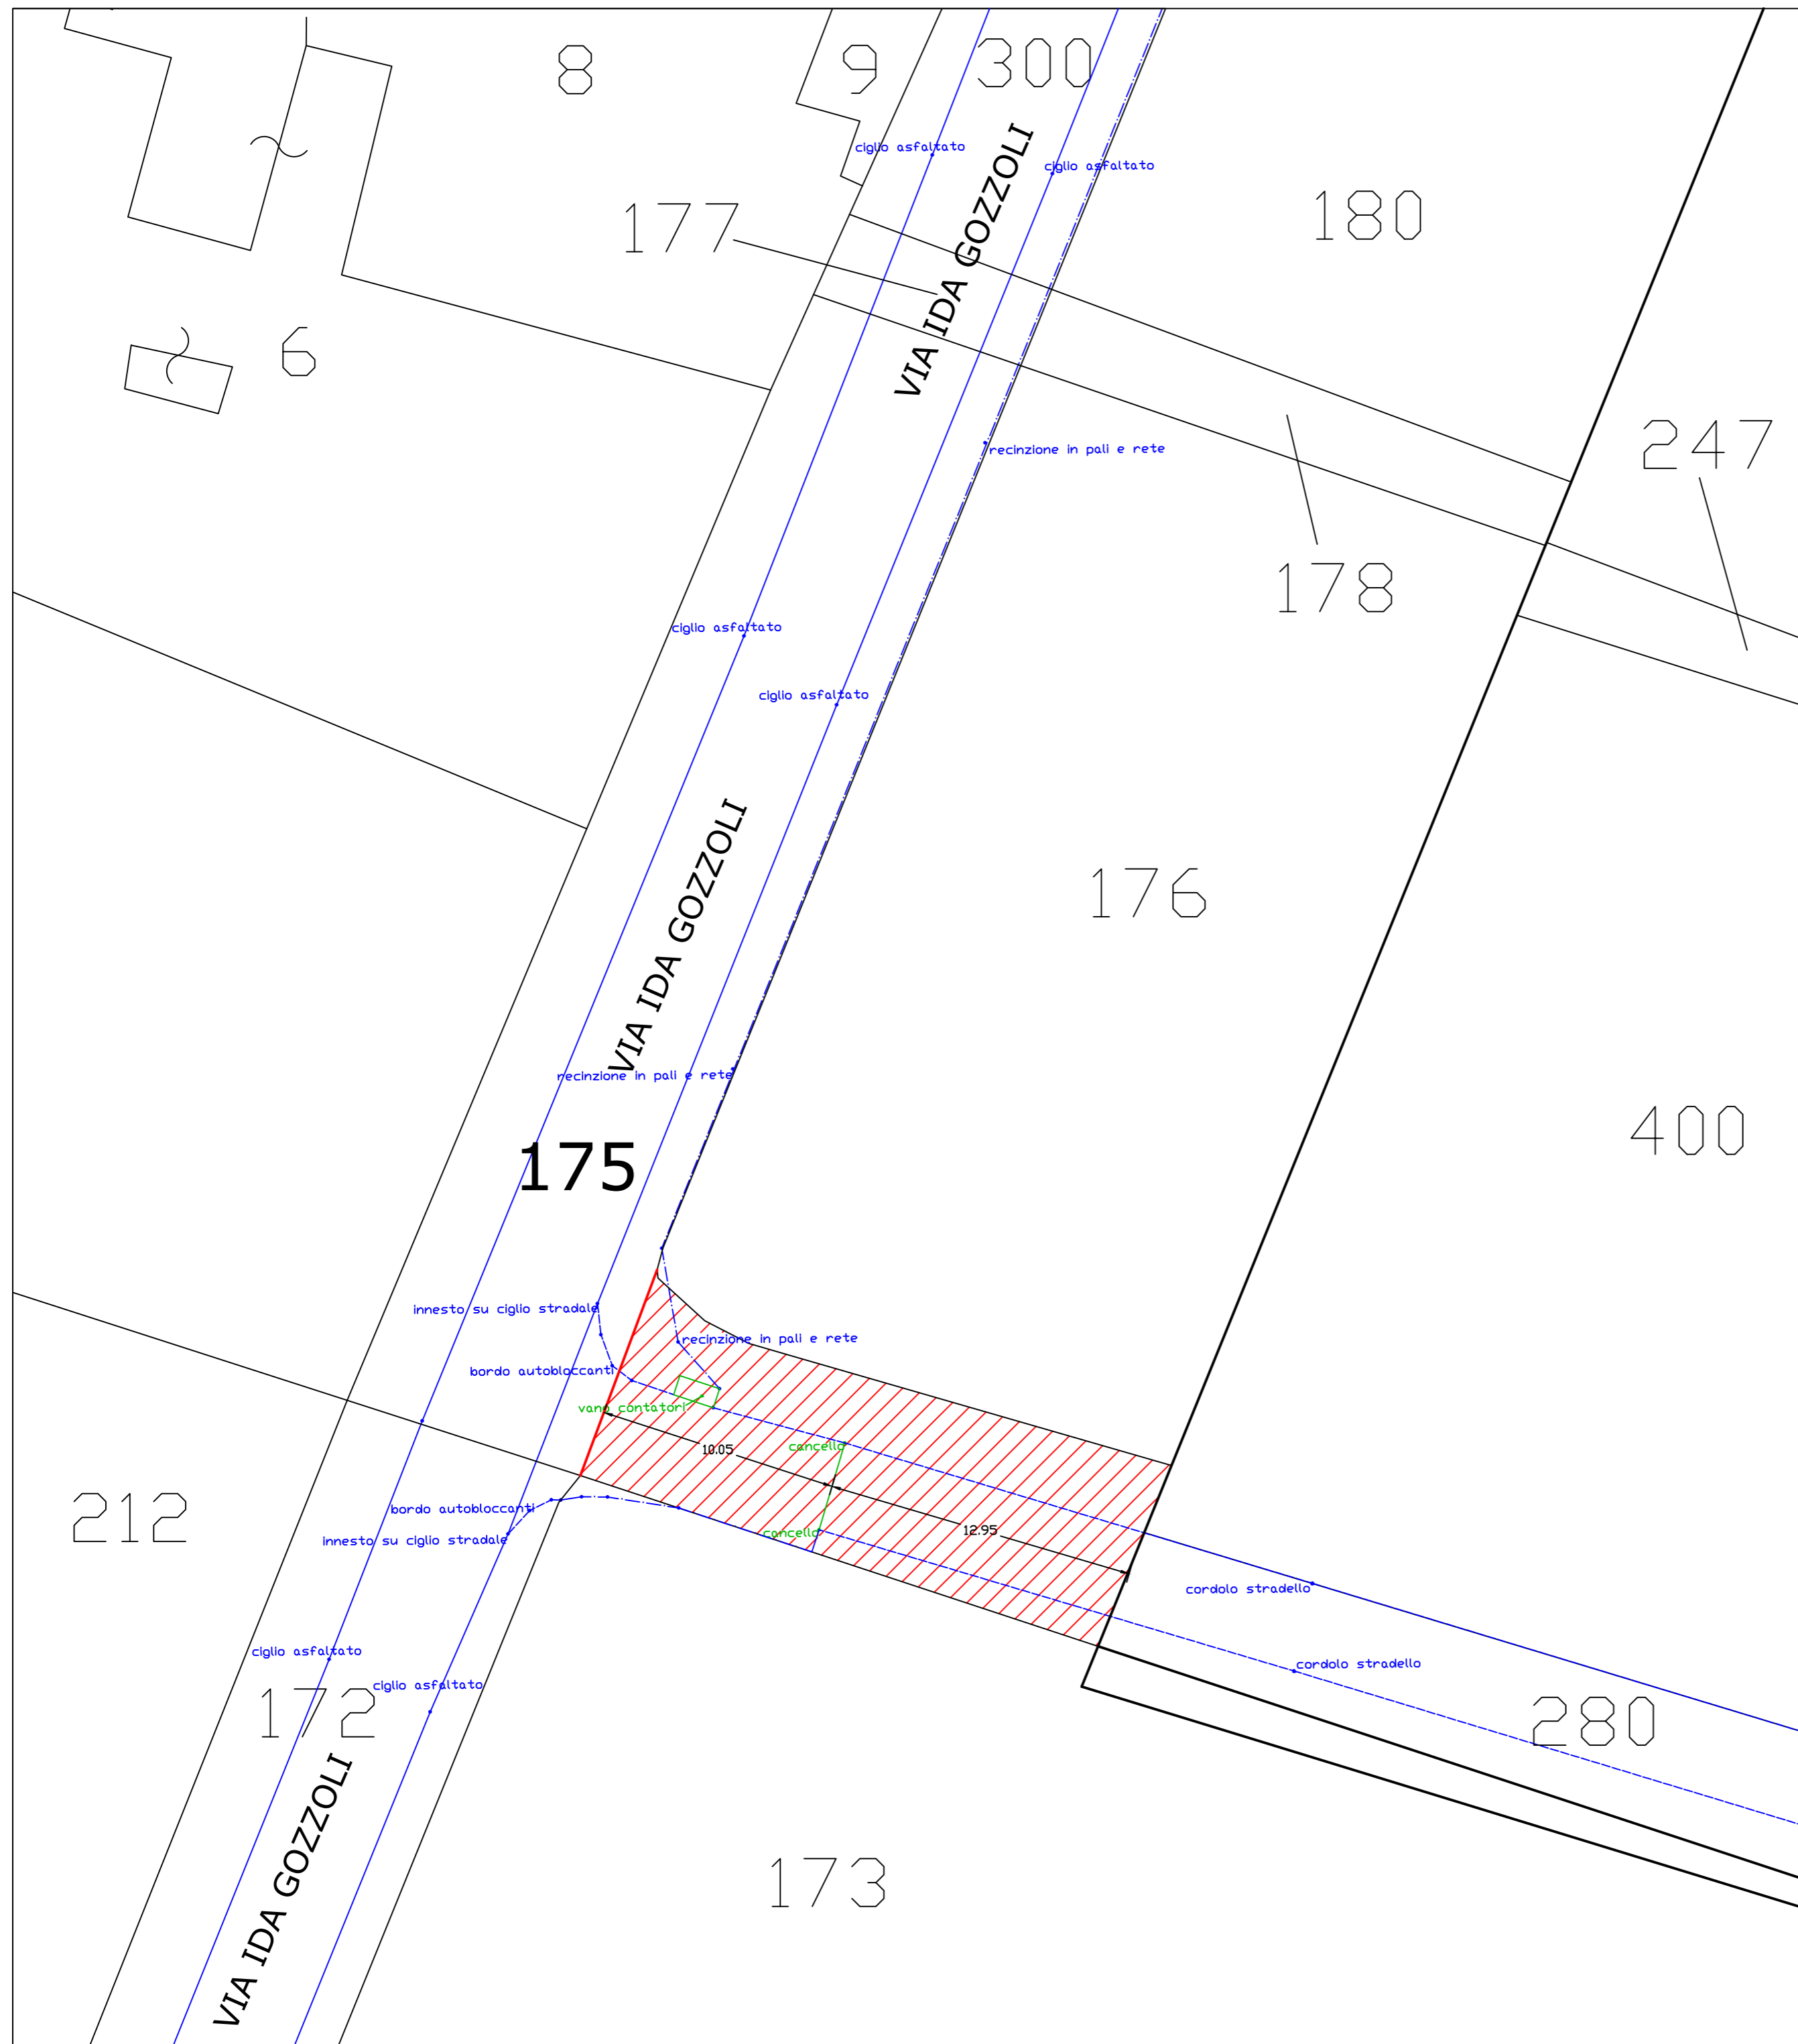 8
9
300
ciglio asfaltato
ciglio asfaltato
VIA IDA GOZZOLI
177
180
6
247
recinzione in pali e rete
178
ciglio asfaltato
ciglio asfaltato
VIA IDA GOZZOLI
176
recinzione in pali e rete
175
400
innesto su ciglio stradale
recinzione in pali e rete
bordo autobloccanti
vano contatori
10.05
cancello
212
bordo autobloccanti
innesto su ciglio stradale
cancello
12.95
cordolo stradello
ciglio asfaltato
cordolo stradello
ciglio asfaltato
172
280
VIA IDA GOZZOLI
173